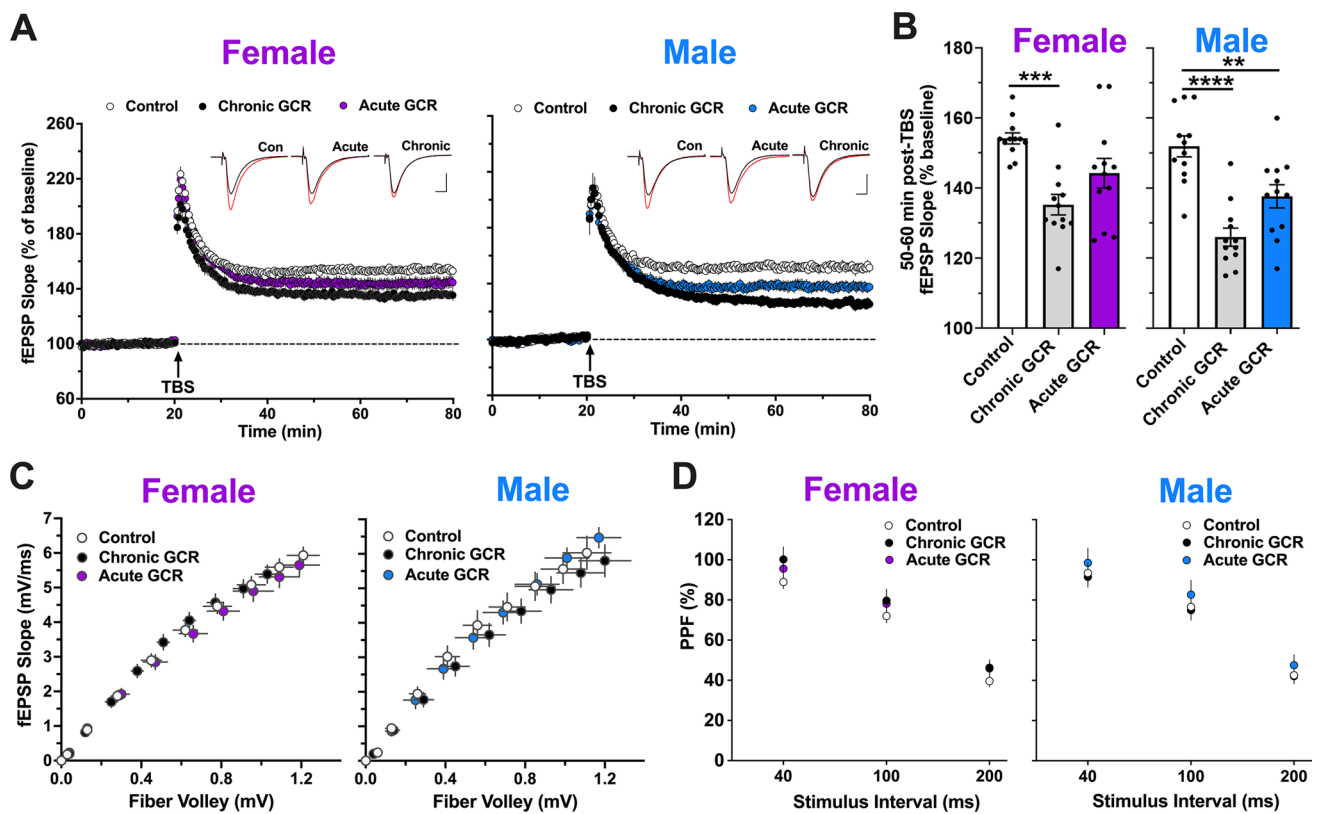 A
Female
Male
Control
Chronic GCR
Acute GCR
Control
Chronic GCR
Acute GCR
fEPSP Slope (% of baseline)
260
220
180
140
100
60
Con
Acute
Chronic
Con
Acute
Chronic
TBS
TBS
0
20
40
60
80
0
20
40
60
80
Time (min)
Time (min)
B
Female
Male
50-60 min post-TBS
fEPSP Slope (% baseline)
180
160
140
120
100
***
**
****
Control
Chronic GCR
Acute GCR
Control
Chronic GCR
Acute GCR
C
Female
Male
fEPSP Slope (mV/ms)
7
6
5
4
3
2
1
0
Control
Chronic GCR
Acute GCR
Control
Chronic GCR
Acute GCR
0.0
0.4
0.8
1.2
0.0
0.4
0.8
1.2
Fiber Volley (mV)
Fiber Volley (mV)
D
Female
Male
PPF (%)
120
100
80
60
40
20
0
Control
Chronic GCR
Acute GCR
Control
Chronic GCR
Acute GCR
40
100
200
40
100
200
Stimulus Interval (ms)
Stimulus Interval (ms)